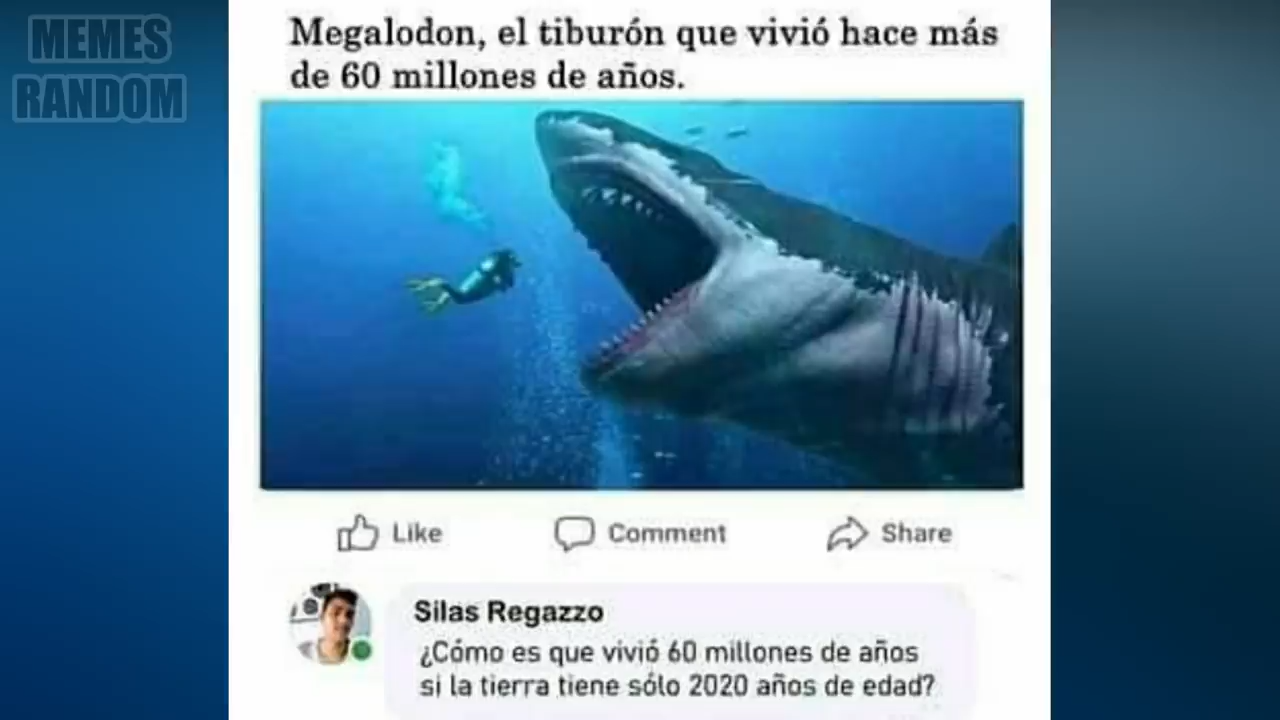 MEMES
RANDOM
Megalodon, el tiburón que vivió hace más
de 60 millones de años.
Like
Comment
Share
Silas Regazzo
¿Cómo es que vivió 60 millones de años
si la tierra tiene sólo 2020 años de edad?